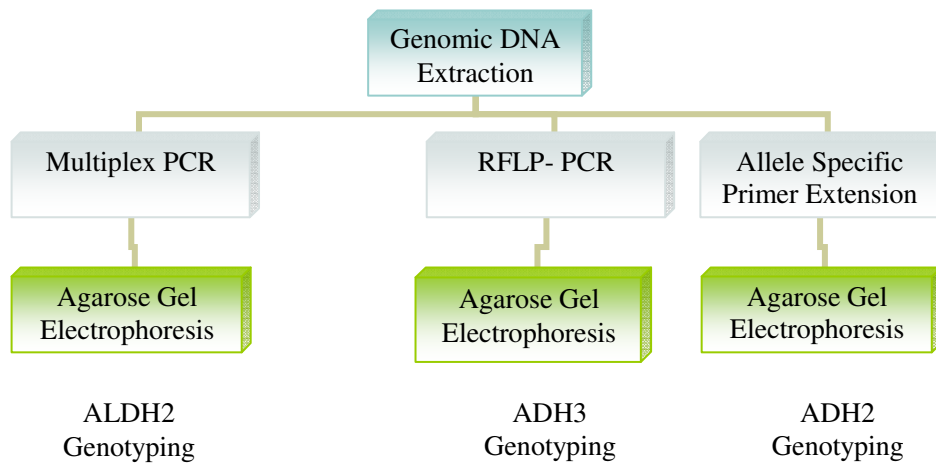 Genomic DNA
Extraction
Multiplex PCR
RFLP- PCR
Allele Specific
Primer Extension
Agarose Gel
Electrophoresis
Agarose Gel
Electrophoresis
Agarose Gel
Electrophoresis
ALDH2
Genotyping
ADH3
Genotyping
ADH2
Genotyping